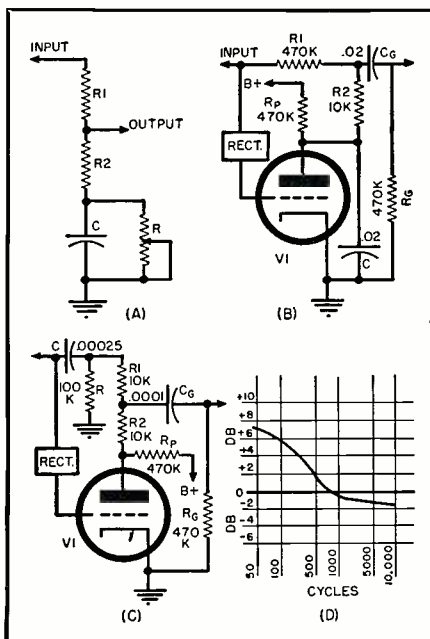 INPUT
R1
OUTPUT
R2
C
R
(A)
INPUT
R1
470K
.02
CG
B+
RP
470K
R2
10K
RECT.
470K
RG
V1
.02
C
(B)
C
.00025
100
K
R
R1
10K
.0001
CG
R2
10K
RP
470K
RECT.
B+
V1
RG
470
K
(C)
+10
+8
+6
+4
+2
0
-2
-4
-6
DB
DB
50
100
500
1000
5000
10,000
CYCLES
(D)